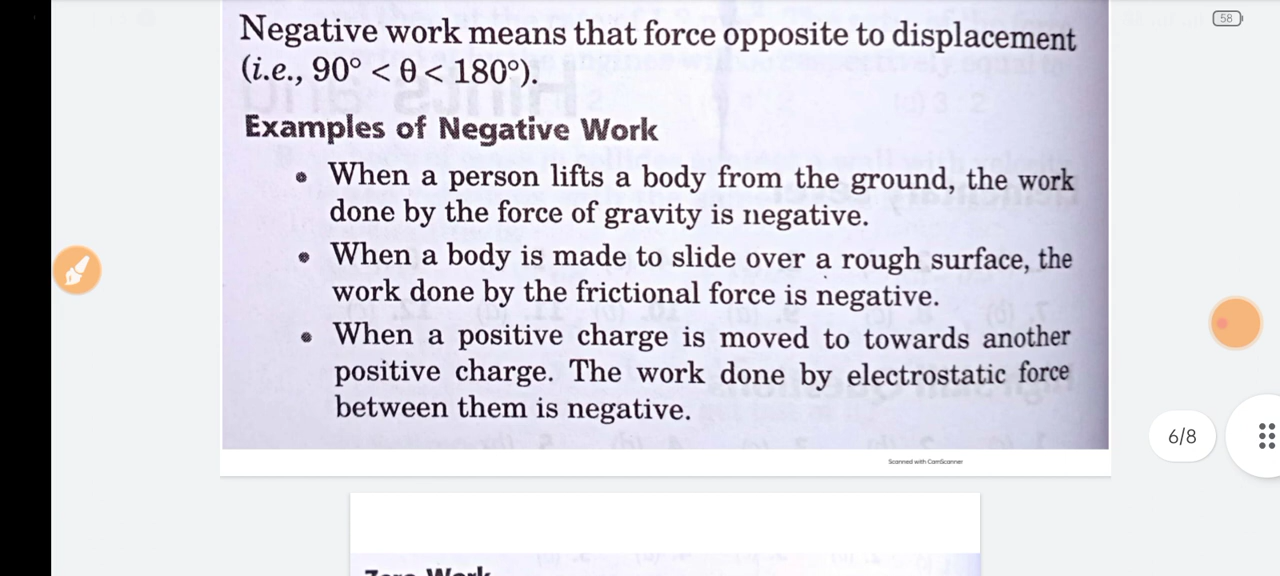 58
Negative work means that force opposite to displacement
(i.e., 90° < θ < 180°).
Examples of Negative Work
• When a person lifts a body from the ground, the work
done by the force of gravity is negative.
• When a body is made to slide over a rough surface, the
work done by the frictional force is negative.
• When a positive charge is moved to towards another
positive charge. The work done by electrostatic force
between them is negative.
6/8
Scanned with CamScanner
Zero Work